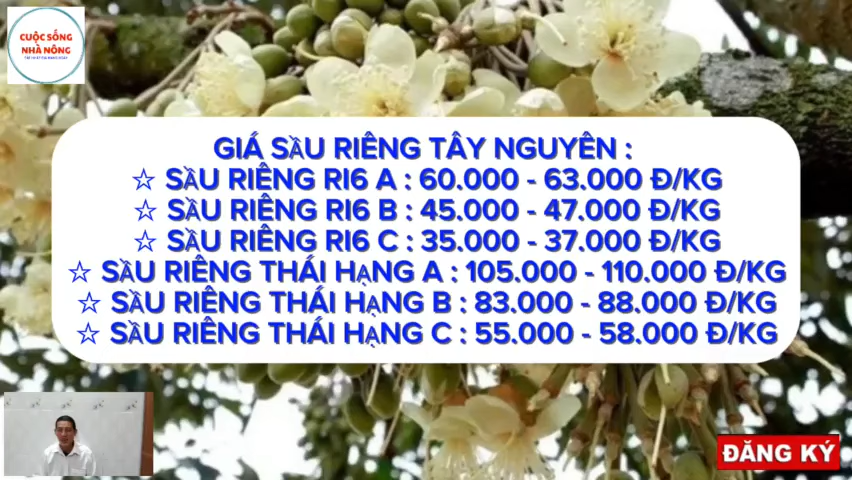 CUỘC SỐNG
NHÀ NÔNG
GIÁ SẦU RIÊNG TÂY NGUYÊN :
☆ SẦU RIÊNG RI6 A : 60.000 - 63.000 Đ/KG
☆ SẦU RIÊNG RI6 B : 45.000 - 47.000 Đ/KG
☆ SẦU RIÊNG RI6 C : 35.000 - 37.000 Đ/KG
☆ SẦU RIÊNG THÁI HẠNG A : 105.000 - 110.000 Đ/KG
☆ SẦU RIÊNG THÁI HẠNG B : 83.000 - 88.000 Đ/KG
☆ SẦU RIÊNG THÁI HẠNG C : 55.000 - 58.000 Đ/KG
ĐĂNG KÝ